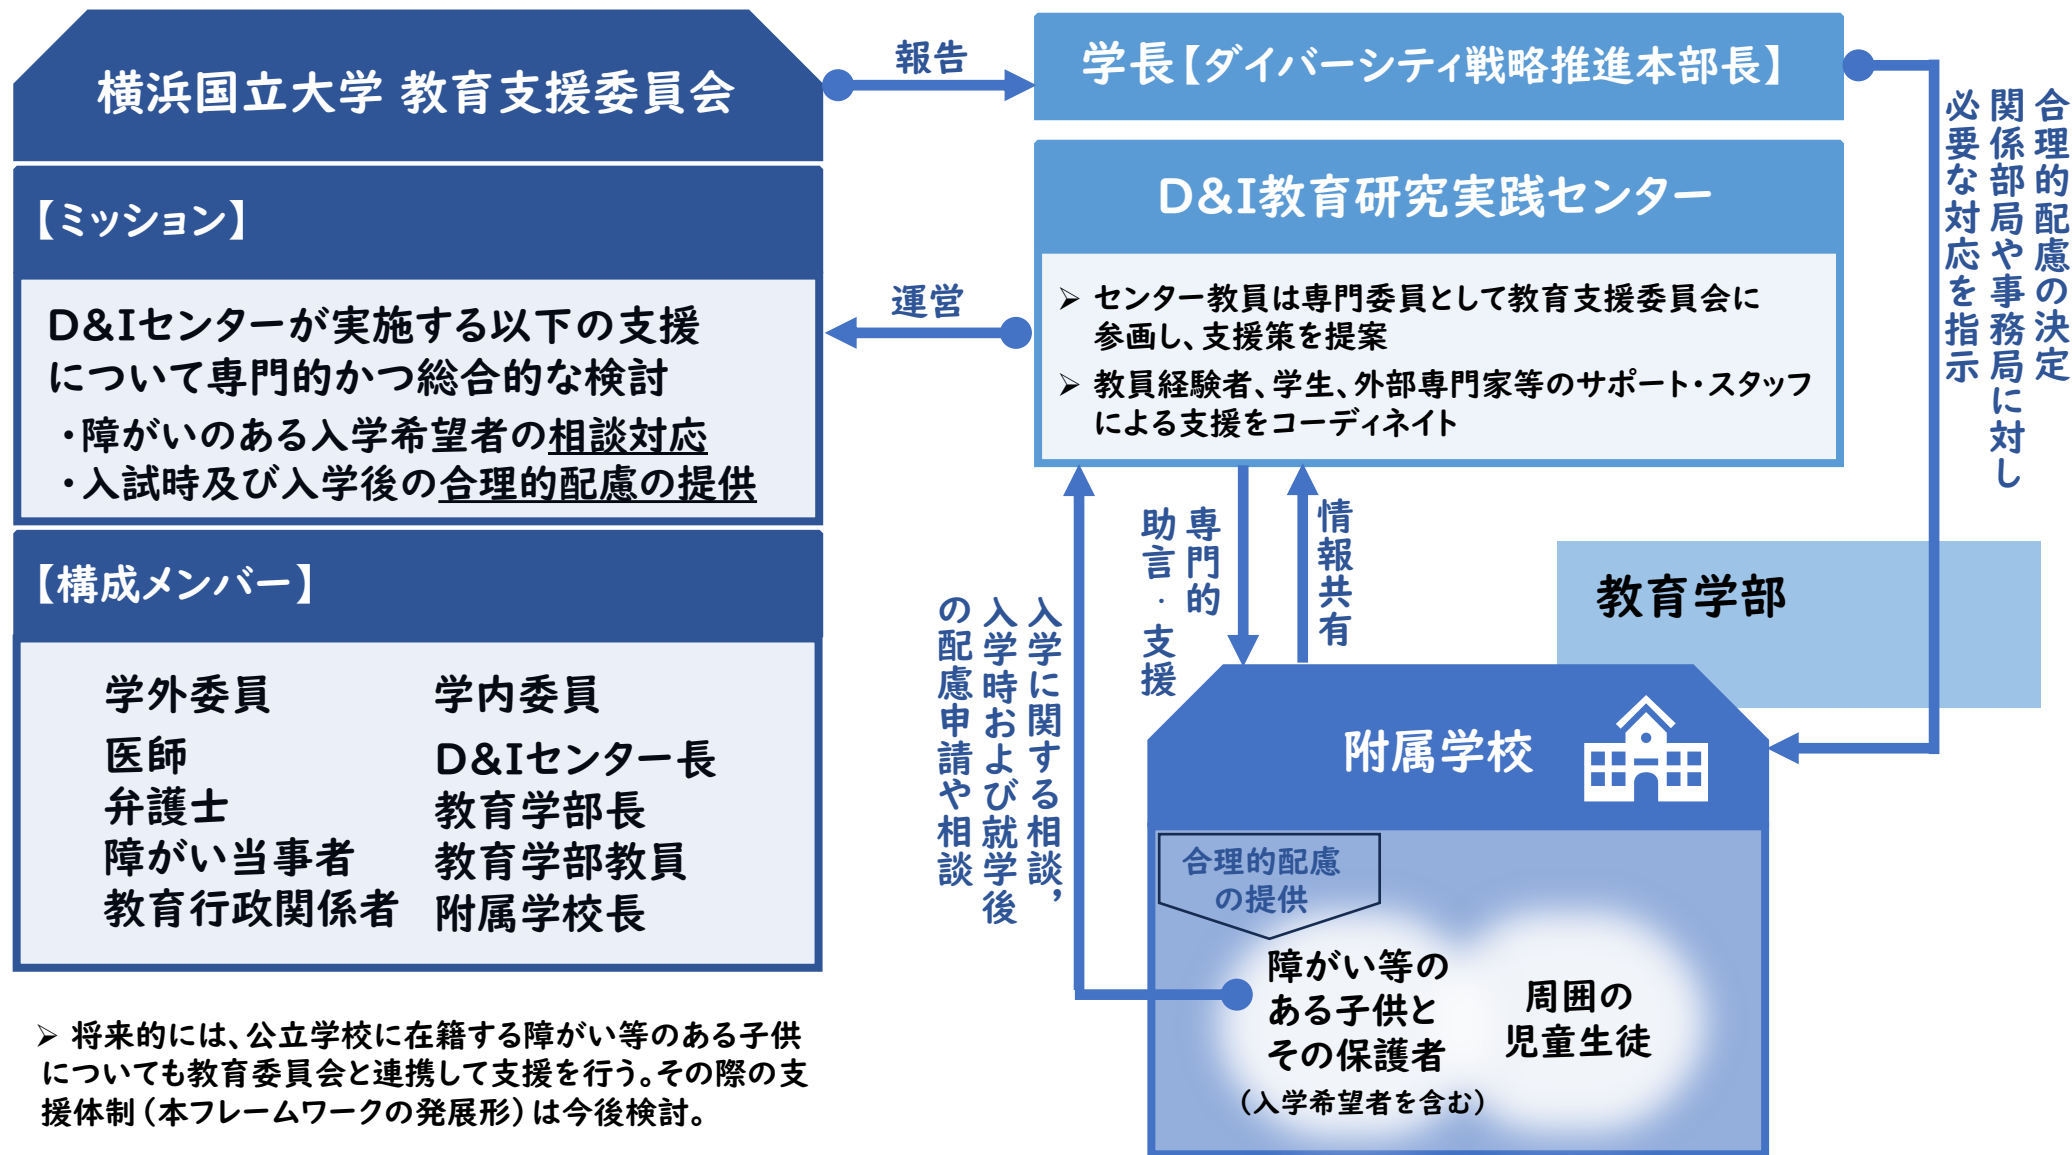 横浜国立大学 教育支援委員会
【ミッション】
D&Iセンターが実施する以下の支援
について専門的かつ総合的な検討
・障がいのある入学希望者の相談対応
・入試時及び入学後の合理的配慮の提供
【構成メンバー】
学外委員
医師
弁護士
障がい当事者
教育行政関係者
学内委員
D&Iセンター長
教育学部長
教育学部教員
附属学校長
➢ 将来的には、公立学校に在籍する障がい等のある子供
についても教育委員会と連携して支援を行う。その際の支
援体制（本フレームワークの発展形）は今後検討。
報告
学長【ダイバーシティ戦略推進本部長】
運営
D&I教育研究実践センター
➢ センター教員は専門委員として教育支援委員会に
参画し、支援策を提案
➢ 教員経験者、学生、外部専門家等のサポート・スタッフ
による支援をコーディネイト
合理的配慮の決定
関係部局や事務局に対し
必要な対応を指示
入学に関する相談，
入学時および就学後
の配慮申請や相談
専門的
助言・支援
情報共有
教育学部
附属学校
合理的配慮
の提供
障がい等の
ある子供と
その保護者
（入学希望者を含む）
周囲の
児童生徒